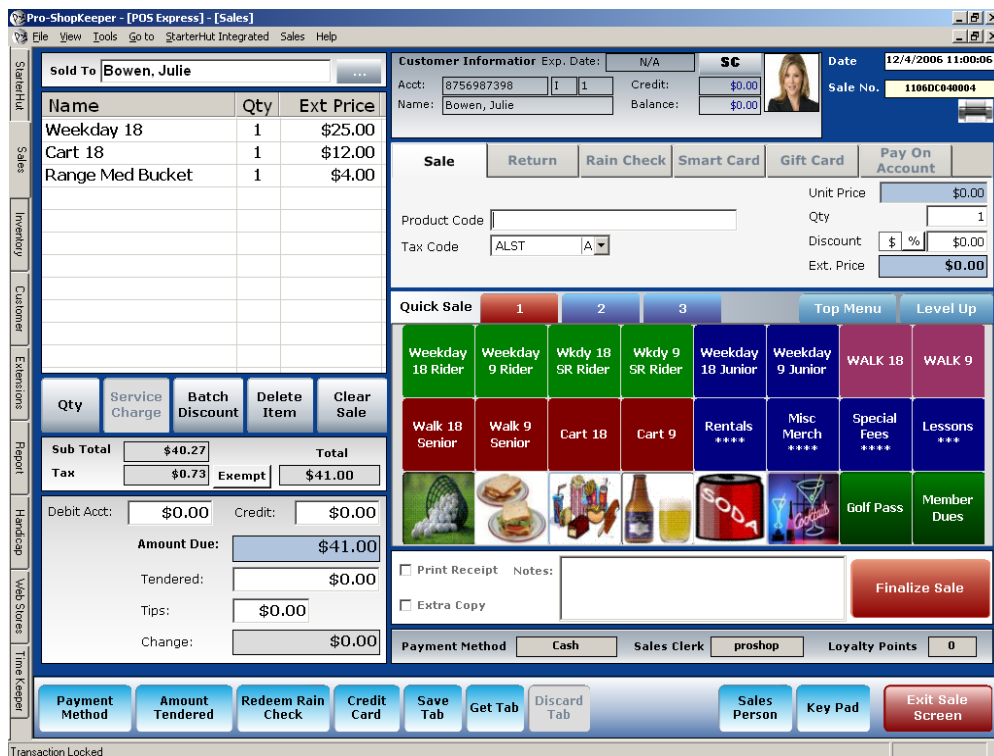 Pro-ShopKeeper - [POS Express] - [Sales]
File View Tools Go to StarterHut Integrated Sales Help
StarterHut
Sales
Inventory
Customer
Extensions
Report
Handicap
Web Stores
Time Keeper
Sold To Bowen, Julie ...
Name Qty Ext Price
Weekday 18 1 $25.00
Cart 18 1 $12.00
Range Med Bucket 1 $4.00
Qty
Service Charge
Batch Discount
Delete Item
Clear Sale
Sub Total $40.27 Total
Tax $0.73 Exempt $41.00
Debit Acct: $0.00 Credit: $0.00
Amount Due: $41.00
Tendered: $0.00
Tips: $0.00
Change: $0.00
Customer Information Exp. Date: N/A SC
Acct: 8756987398 I 1 Credit: $0.00
Name: Bowen, Julie Balance: $0.00
Date 12/4/2006 11:00:06
Sale No. 1106DC040004
Sale Return Rain Check Smart Card Gift Card Pay On Account
Unit Price $0.00
Product Code Qty 1
Tax Code ALST A Discount $ % $0.00
Ext. Price $0.00
Quick Sale 1 2 3 Top Menu Level Up
Weekday 18 Rider
Weekday 9 Rider
Wkdy 18 SR Rider
Wkdy 9 SR Rider
Weekday 18 Junior
Weekday 9 Junior
WALK 18
WALK 9
Walk 18 Senior
Walk 9 Senior
Cart 18
Cart 9
Rentals ****
Misc Merch ****
Special Fees ****
Lessons ***
SODA
Cocktails
Golf Pass
Member Dues
Print Receipt Notes:
Extra Copy
Finalize Sale
Payment Method Cash Sales Clerk proshop Loyalty Points 0
Payment Method
Amount Tendered
Redeem Rain Check
Credit Card
Save Tab
Get Tab
Discard Tab
Sales Person
Key Pad
Exit Sale Screen
Transaction Locked